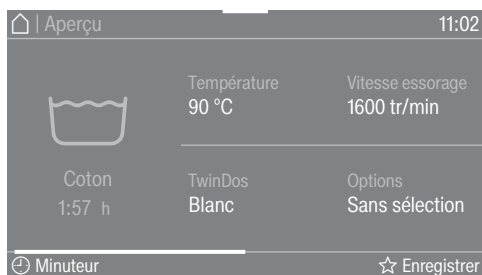 | Aperçu 11:02
Température Vitesse essorage
90 °C 1600 tr/min
Coton
1:57 h
TwinDos Options
Blanc Sans sélection
Minuteur Enregistrer